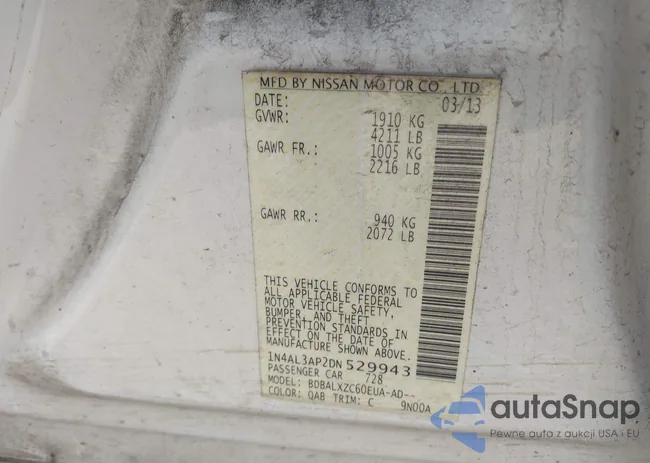 MFD BY NISSAN MOTOR CO., LTD.
DATE: 03/13
GVWR: 1910 KG
4211 LB
GAWR FR.: 1005 KG
2216 LB
GAWR RR.: 940 KG
2072 LB
THIS VEHICLE CONFORMS TO
ALL APPLICABLE FEDERAL
MOTOR VEHICLE SAFETY,
BUMPER, AND THEFT
PREVENTION STANDARDS IN
EFFECT ON THE DATE OF
MANUFACTURE SHOWN ABOVE.
1N4AL3AP2DN 529943
PASSENGER CAR 728
MODEL: BDBALXZC60EUA-AD--
COLOR: QAB TRIM: C 9N00A
autoSnap
Pewne auta z aukcji USA i EU